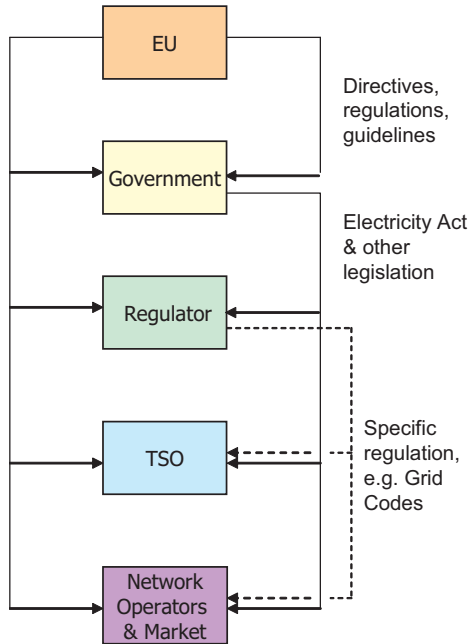 EU
Directives,
regulations,
guidelines
Government
Electricity Act
& other
legislation
Regulator
Specific
regulation,
e.g. Grid
Codes
TSO
Network
Operators
& Market